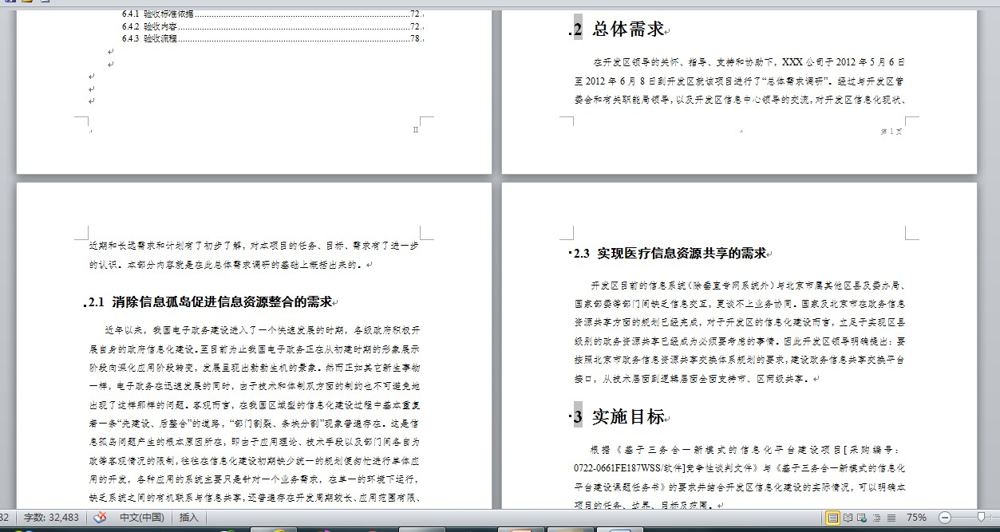 6.4.1 验收标准依据........72
6.4.2 验收内容........72
6.4.3 验收流程........78
II
2 总体需求
在开发区领导的关怀、指导、支持和协助下，XXX 公司于 2012 年 5 月 6 日
至 2012 年 6 月 8 日到开发区就该项目进行了“总体需求调研”。经过与开发区管
委会和有关职能局领导，以及开发区信息中心领导的交流，对开发区信息化现状、
第 1 页
近期和长远需求和计划有了初步了解，对本项目的任务、目标、需求有了进一步
的认识。本部分内容就是在此总体需求调研的基础上概括出来的。
2.1 消除信息孤岛促进信息资源整合的需求
近年以来，我国电子政务建设进入了一个快速发展的时期，各级政府积极开
展自身的政府信息化建设。至目前为止我国电子政务正在从初建时期的形象展示
阶段向深化应用阶段转变，发展呈现出勃勃生机的景象。然而正如其它新生事物
一样，电子政务在迅速发展的同时，由于技术和体制双方面的制约也不可避免地
出现了这样那样的问题。客观而言，在我国区域型的信息化建设过程中基本重复
着一条“先建设、后整合”的道路，“部门割裂、条块分割”现象普遍存在。这是信
息孤岛问题产生的根本原因所在，即由于应用理论、技术手段以及部门间各自为
政等客观情况的限制，往往在信息化建设初期缺少统一的规划便匆忙进行单体应
用的开发，各种应用的系统主要只是针对一个业务需求，在单一的环境下运行，
缺乏系统之间的有机联系与信息共享，还普遍存在开发周期较长、应用范围有限、
2.3 实现医疗信息资源共享的需求
开发区目前的信息系统（除垂直专网系统外）与北京市属其他区县及委办局、
国家部委等部门间缺乏信息交互，更谈不上业务协同。国家及北京市在政务信息
资源共享方面的规划已经完成，对于开发区的信息化建设而言，立足于实现区县
级别的政务资源共享已经成为必须要考虑的事情。因此开发区领导明确提出：要
按照北京市政务信息资源共享交换体系规划的要求，建设政务信息共享交换平台
接口，从技术层面到逻辑层面全面支持市、区两级共享。
3 实施目标
根据《基于三务合一新模式的信息化平台建设项目[采购编号：
0722-0661FE187WSS/软件]竞争性谈判文件》与《基于三务合一新模式的信息化
平台建设课题任务书》的要求并结合开发区信息化建设的实际情况，可以明确本
项目的任务、边界、目标及范围。
32 字数: 32,483 中文(中国) 插入 75%